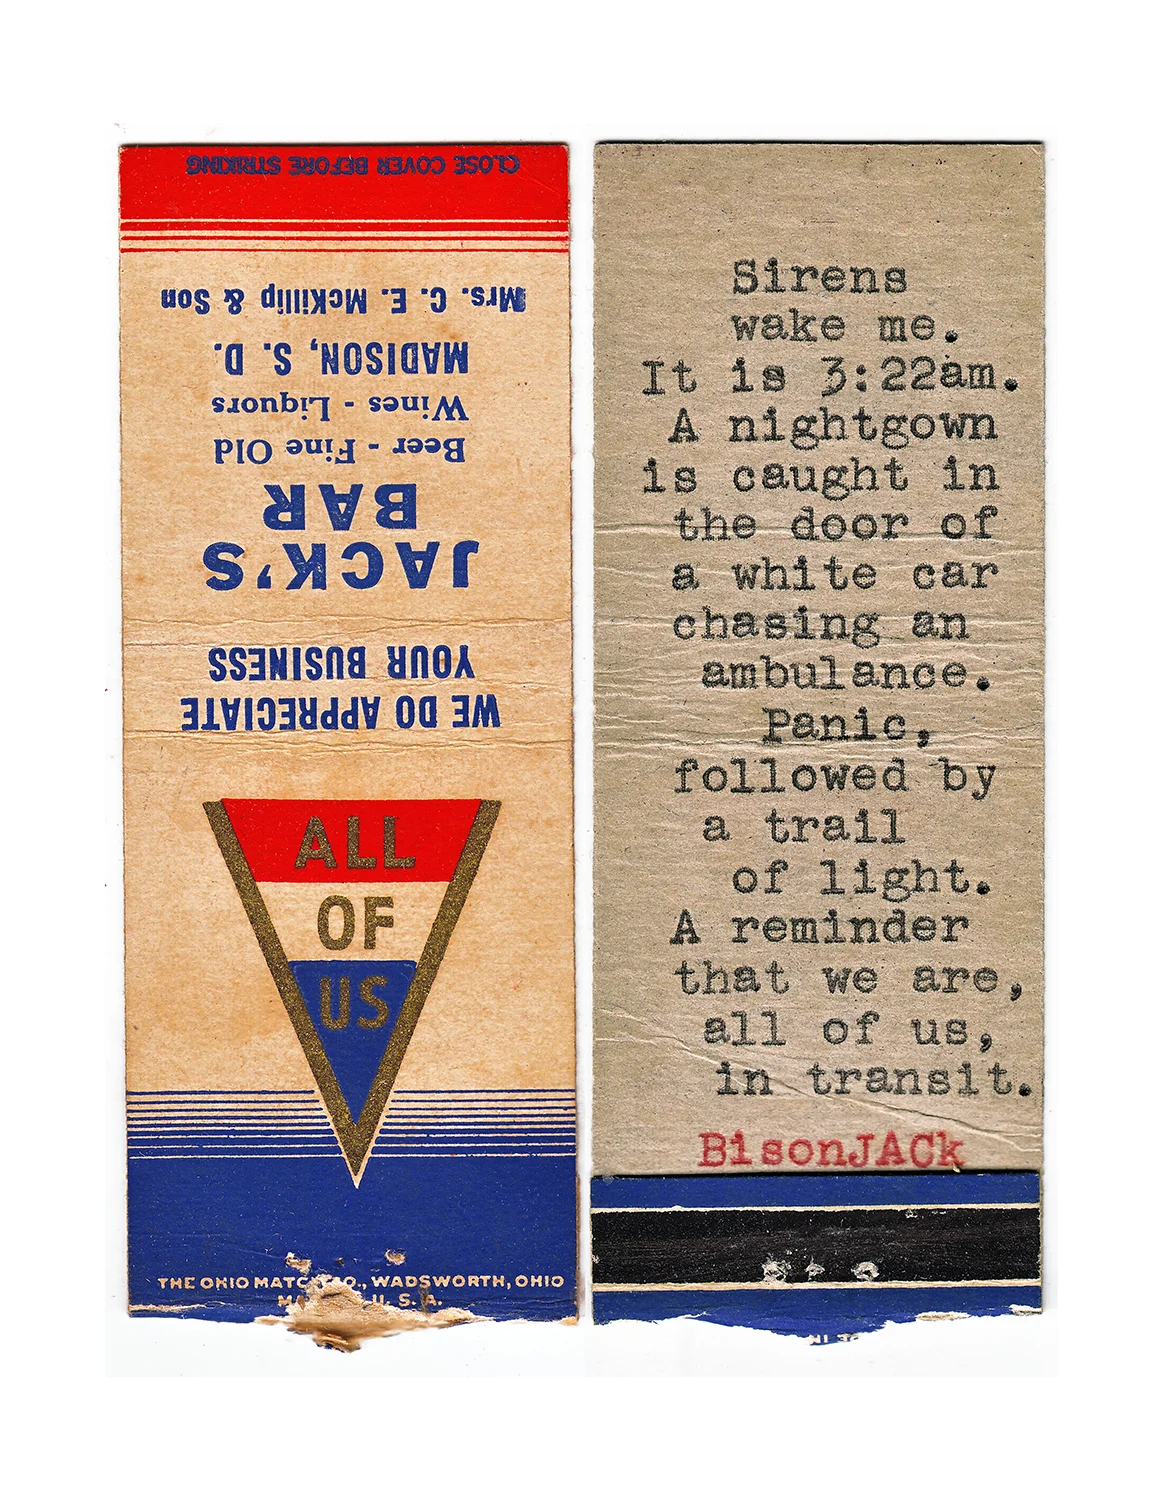 CLOSE COVER BEFORE STRIKING
Mrs. C. E. McKillip & Son
MADISON, S. D.
Wines - Liquors
Beer - Fine Old
BAR
JACK'S
YOUR BUSINESS
WE DO APPRECIATE
ALL
OF
US
THE OHIO MATCH CO., WADSWORTH, OHIO
U. S. A.
Sirens
wake me.
It is 3:22am.
A nightgown
is caught in
the door of
a white car
chasing an
ambulance.
Panic,
followed by
a trail
of light.
A reminder
that we are,
all of us,
in transit.
BisonJACk